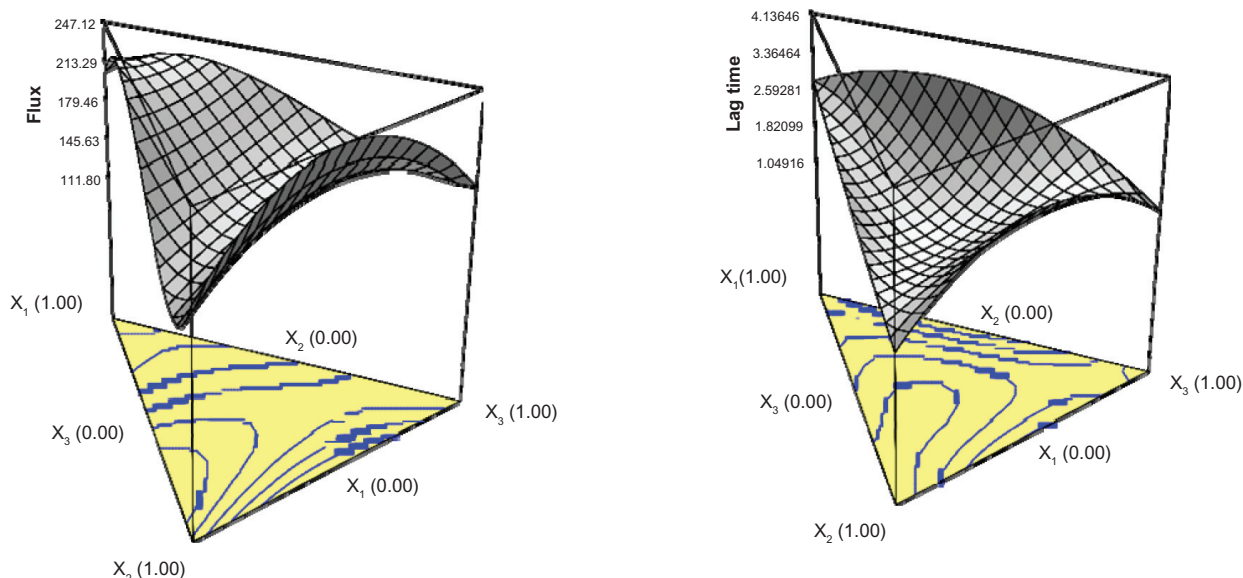 247.12
213.29
179.46
145.63
111.80
Flux
X1 (1.00)
X2 (0.00)
X3 (0.00)
X3 (1.00)
X1 (0.00)
X2 (1.00)
4.13646
3.36464
2.59281
1.82099
1.04916
Lag time
X1(1.00)
X2 (0.00)
X3 (1.00)
X3 (0.00)
X1 (0.00)
X2 (1.00)